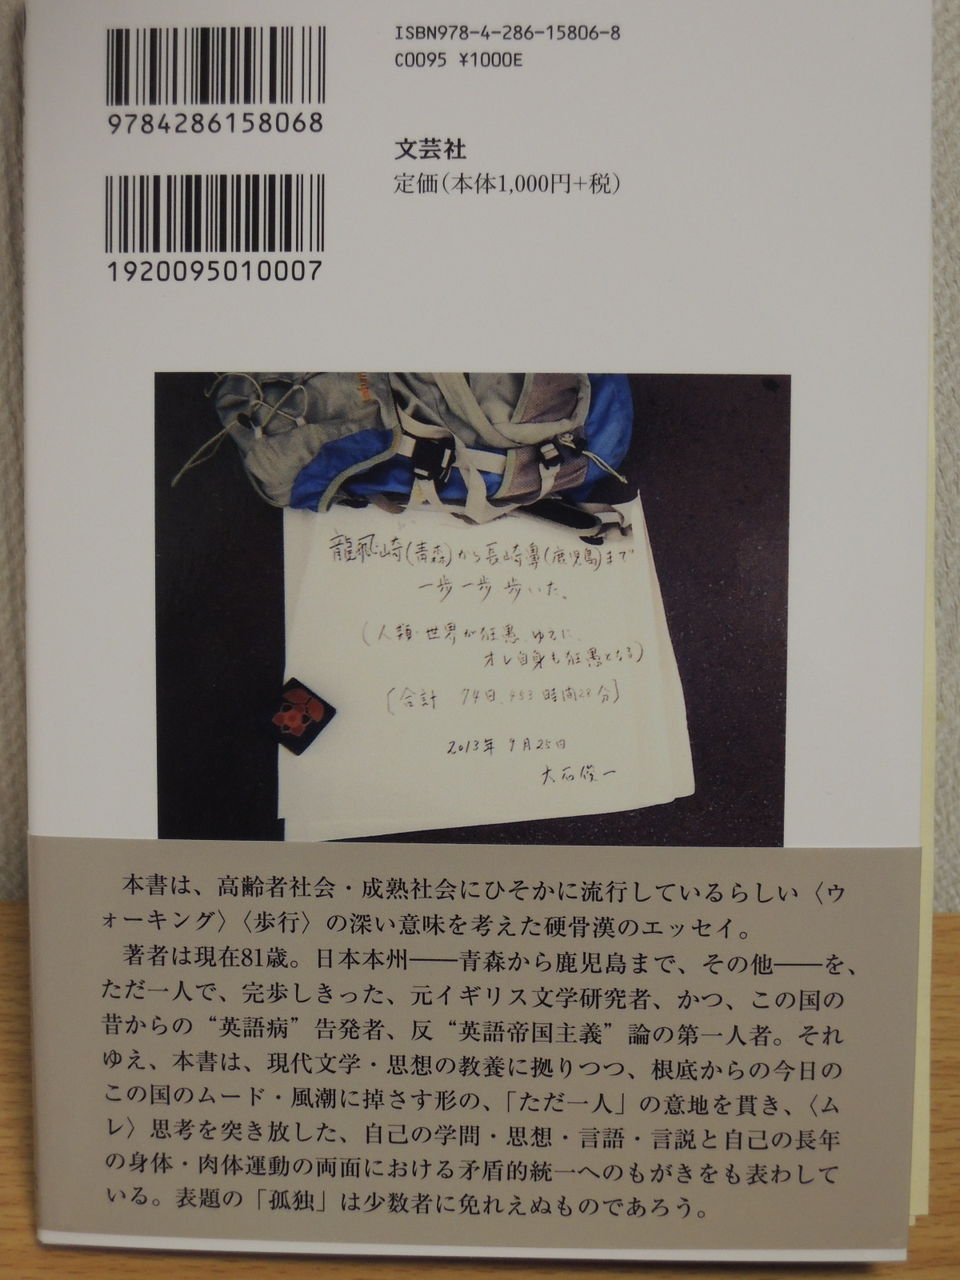 ISBN978-4-286-15806-8
C0095 ¥1000E
9784286158068
文芸社
定価(本体1,000円+税)
1920095010007
龍飛崎(青森)から長崎鼻(鹿児島)まで
一歩一歩 歩いた。
(人類・世界が狂愚、ゆえに、
オレ自身も狂愚となる)
(合計 74日、453時間28分)
2013年 9月25日
大石俊一
本書は、高齢者社会・成熟社会にひそかに流行しているらしい〈ウ
ォーキング〉〈歩行〉の深い意味を考えた硬骨漢のエッセイ。
著者は現在81歳。日本本州——青森から鹿児島まで、その他——を、
ただ一人で、完歩しきった、元イギリス文学研究者、かつ、この国の
昔からの“英語病”告発者、反“英語帝国主義”論の第一人者。それ
ゆえ、本書は、現代文学・思想の教養に拠りつつ、根底からの今日の
この国のムード・風潮に掉さす形の、「ただ一人」の意地を貫き、〈ム
レ〉思考を突き放した、自己の学問・思想・言語・言説と自己の長年
の身体・肉体運動の両面における矛盾的統一へのもがきをも表わして
いる。表題の「孤独」は少数者に免れえぬものであろう。